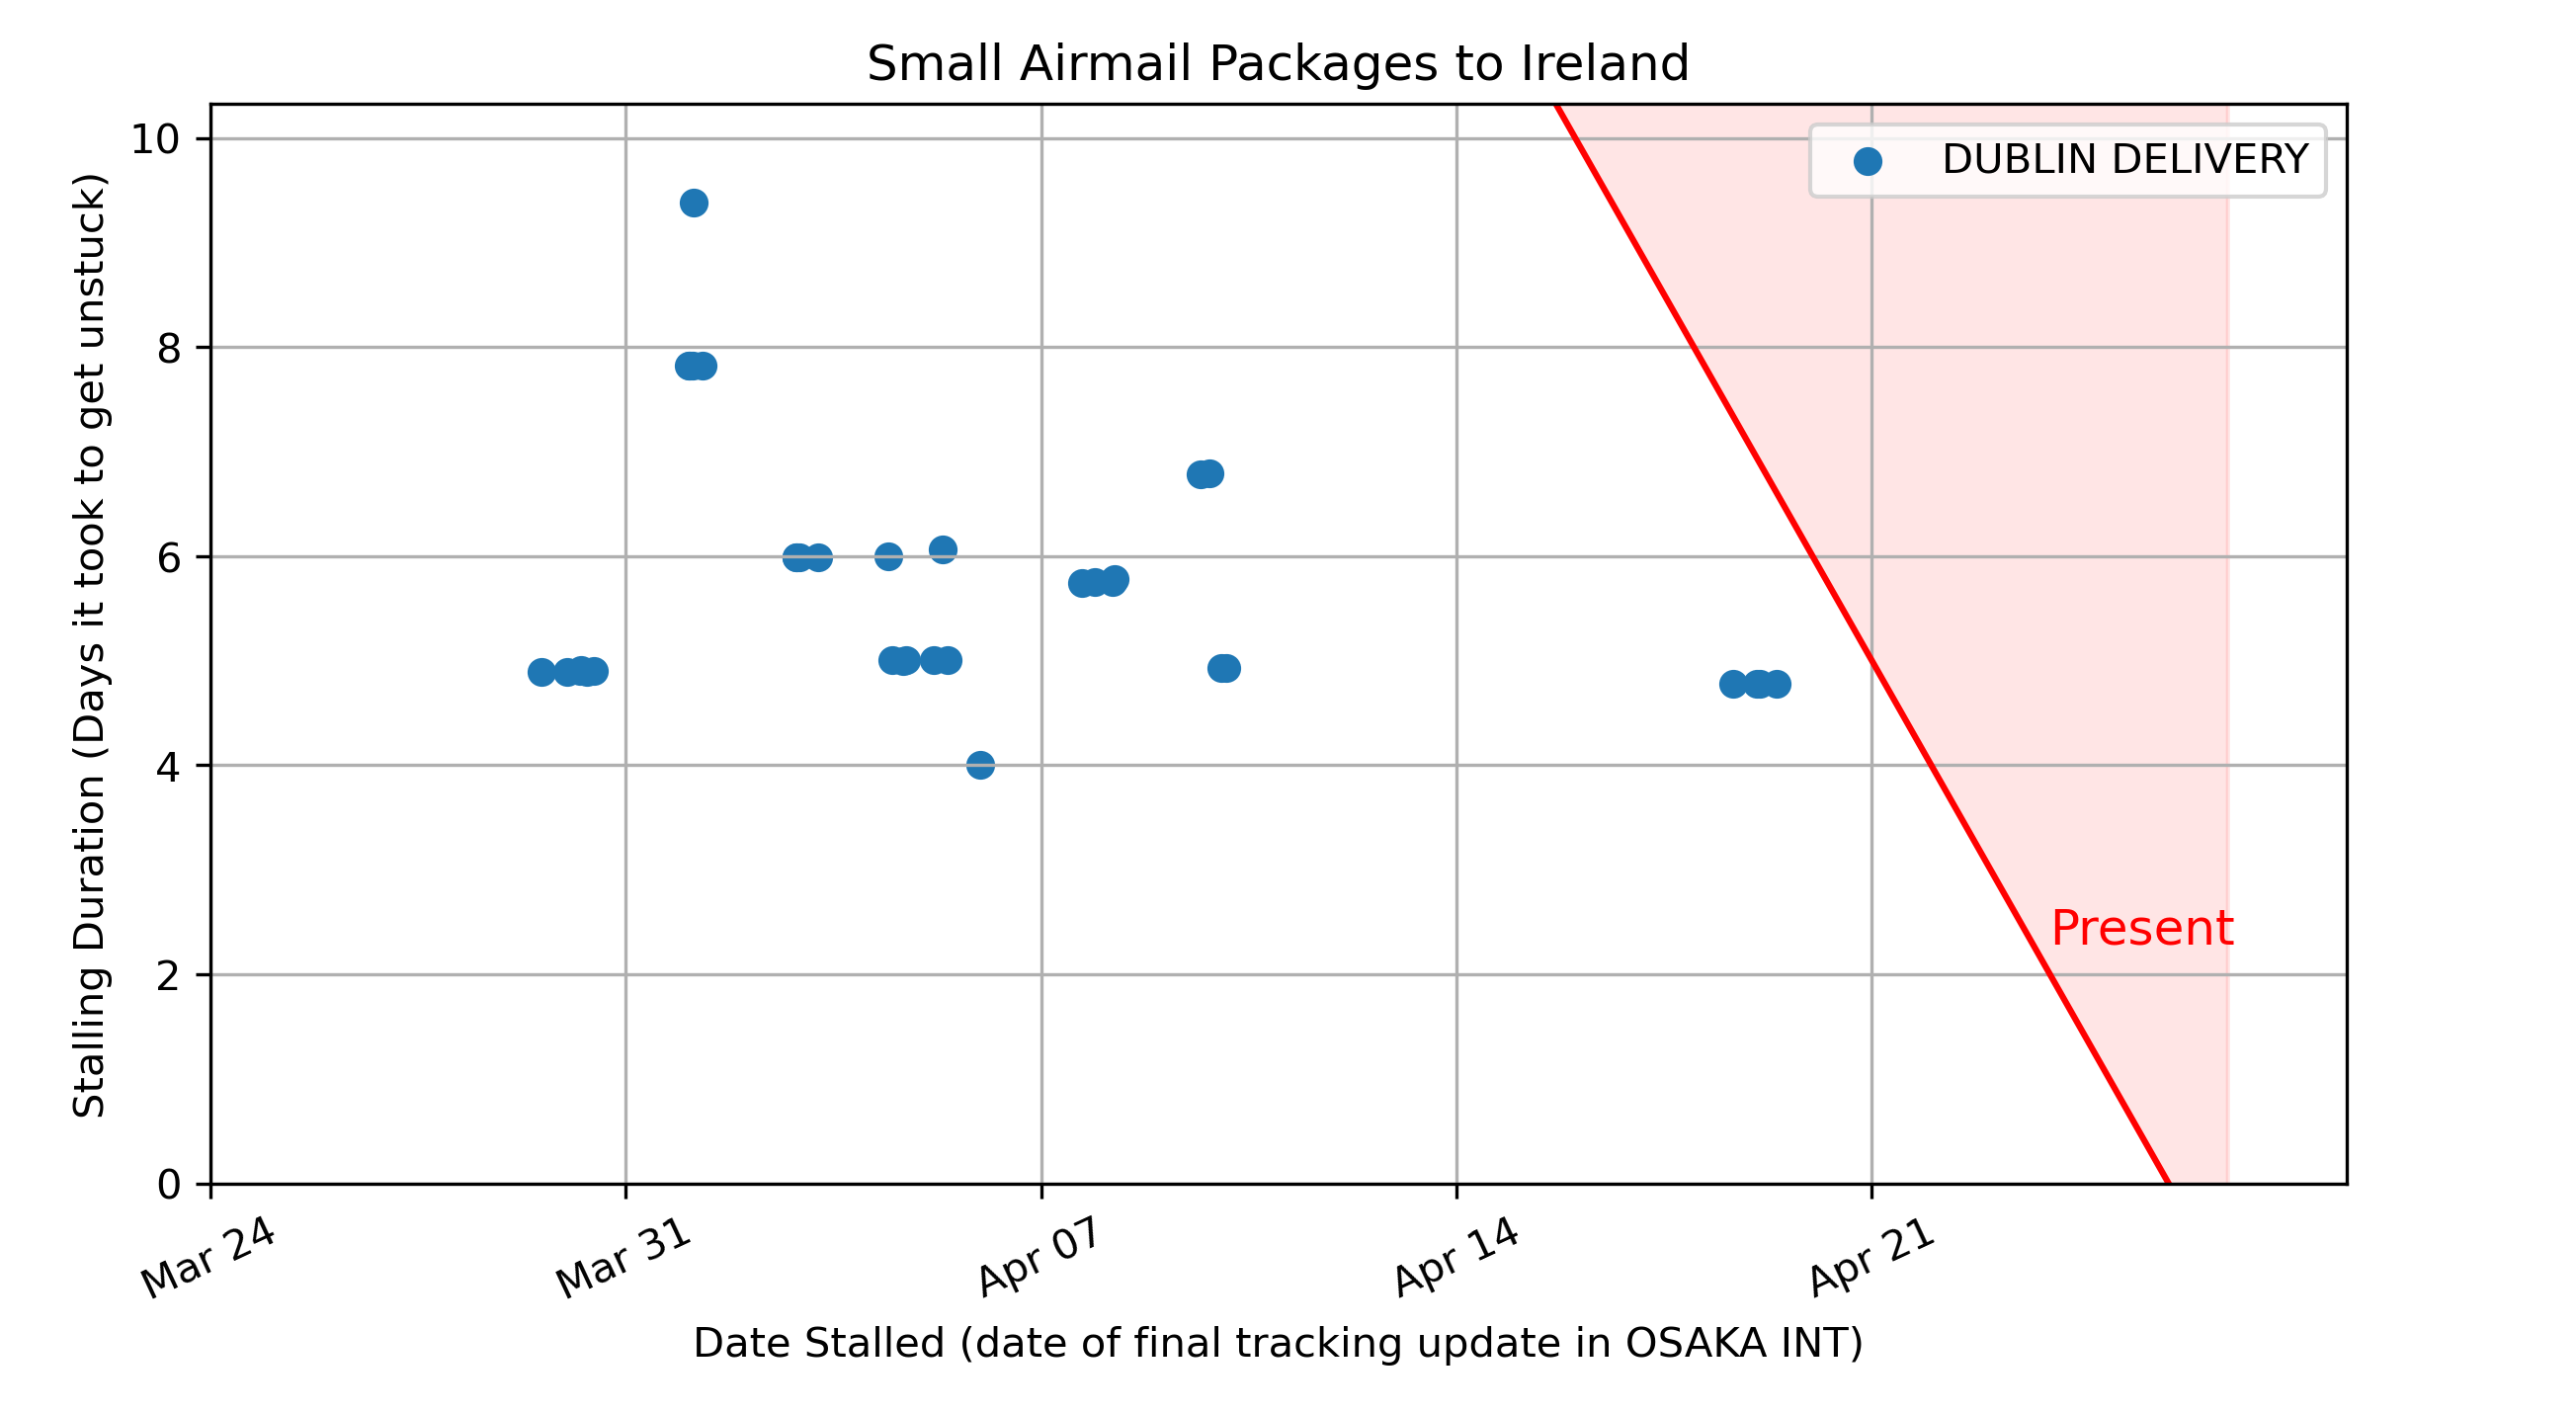 Small Airmail Packages to Ireland
Stalling Duration (Days it took to get unstuck)
10
8
6
4
2
0
DUBLIN DELIVERY
Present
Mar 24
Mar 31
Apr 07
Apr 14
Apr 21
Date Stalled (date of final tracking update in OSAKA INT)